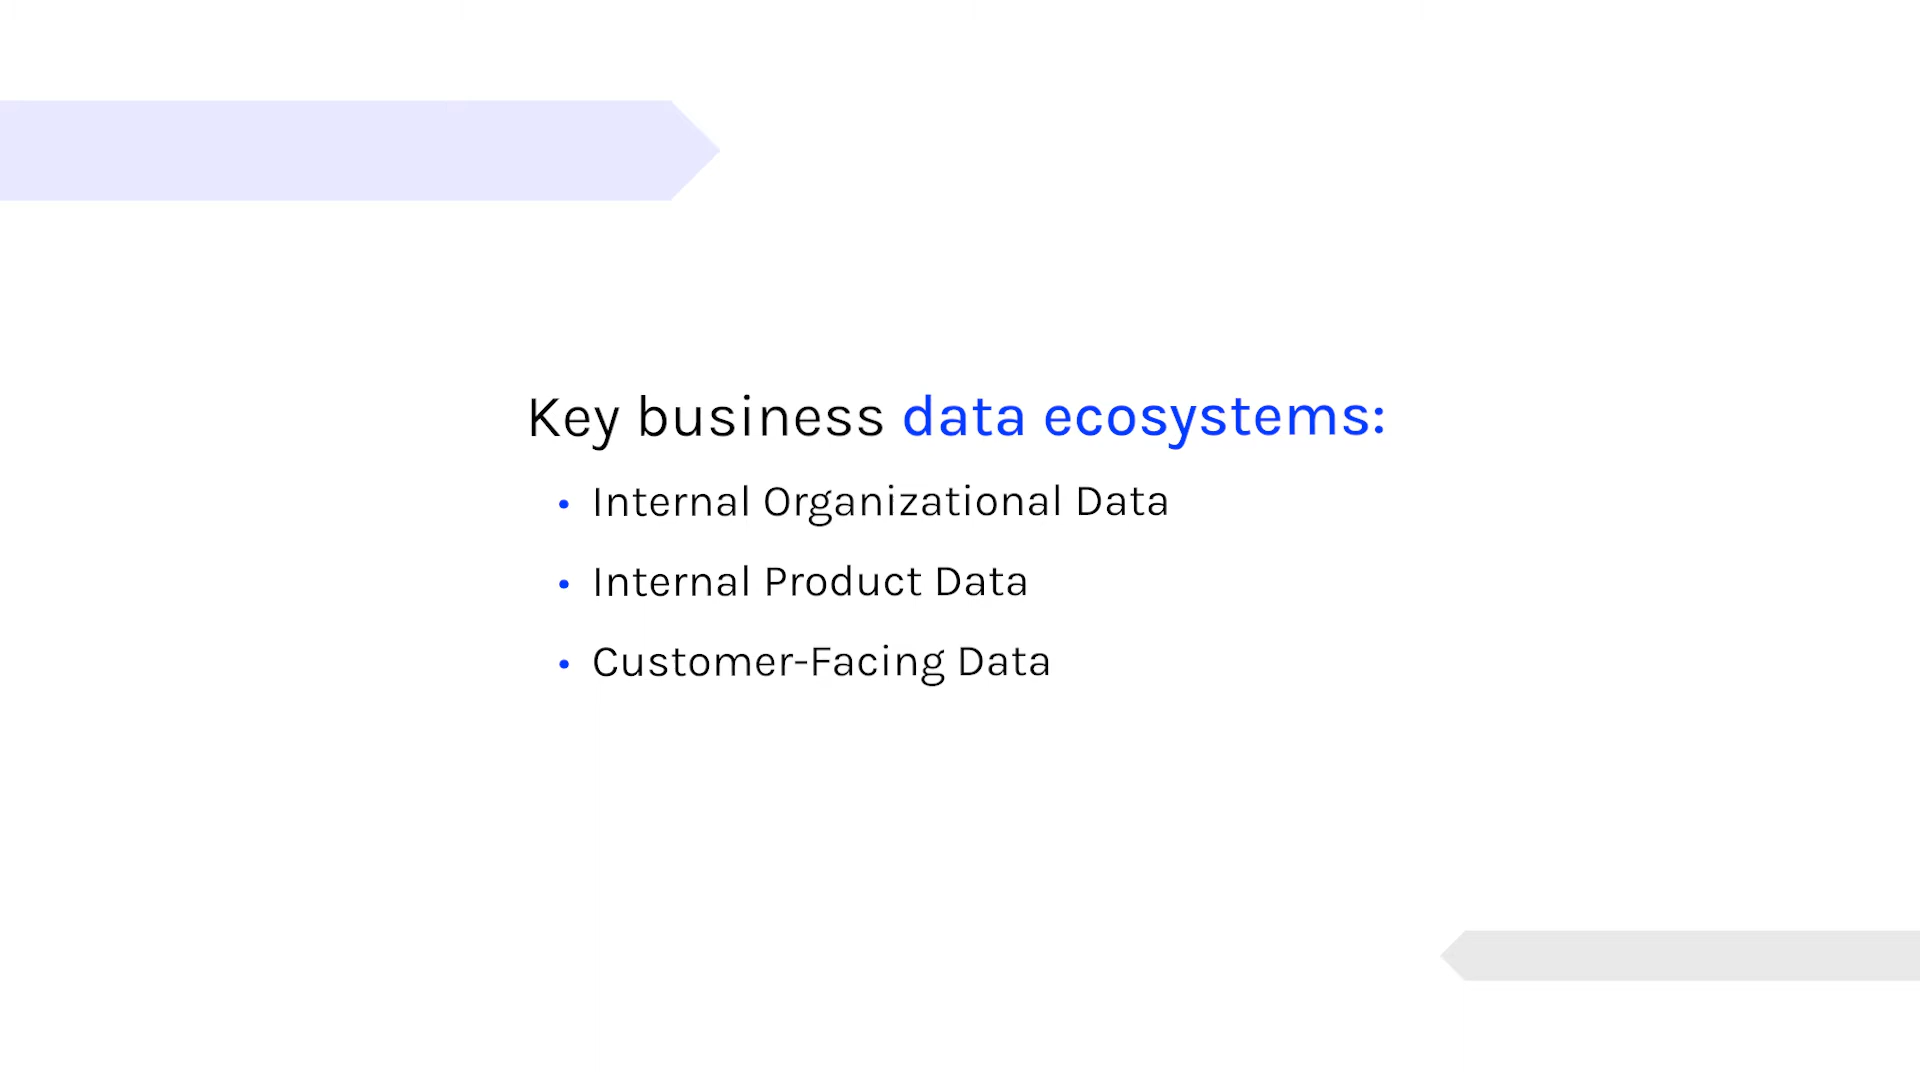 Key business data ecosystems:
• Internal Organizational Data
• Internal Product Data
• Customer-Facing Data